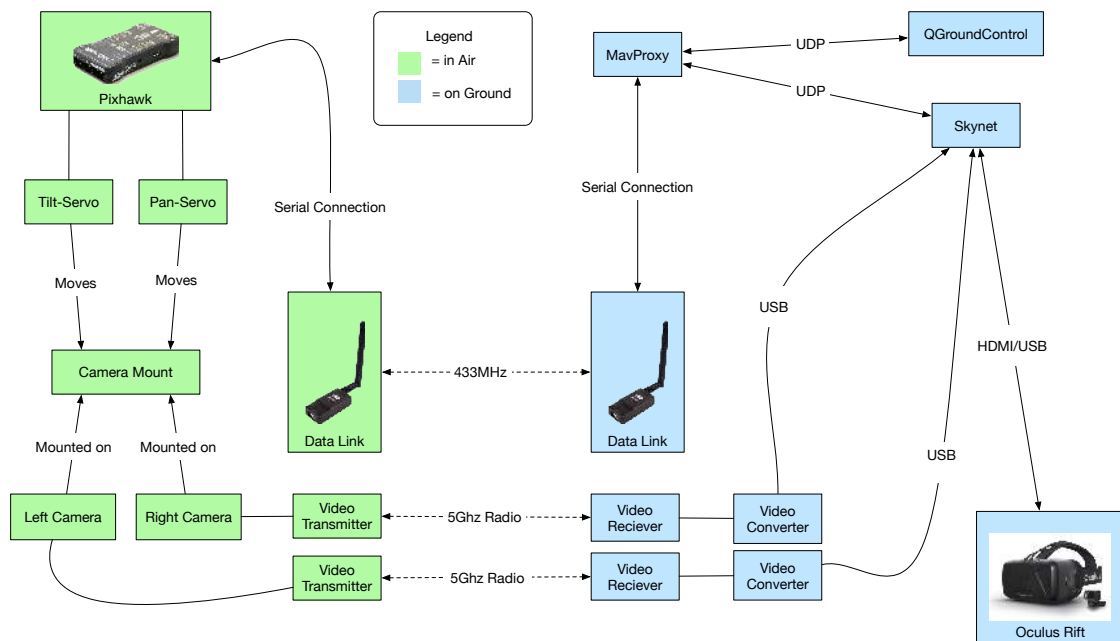 Legend
= in Air
= on Ground
Pixhawk
MavProxy
UDP
QGroundControl
UDP
Skynet
Tilt-Servo
Pan-Servo
Serial Connection
Serial Connection
Moves
Moves
USB
HDMI/USB
Camera Mount
433MHz
Data Link
Data Link
Mounted on
Mounted on
USB
Left Camera
Right Camera
Video
Transmitter
5Ghz Radio
Video
Reciever
Video
Converter
Video
Transmitter
5Ghz Radio
Video
Reciever
Video
Converter
Oculus Rift